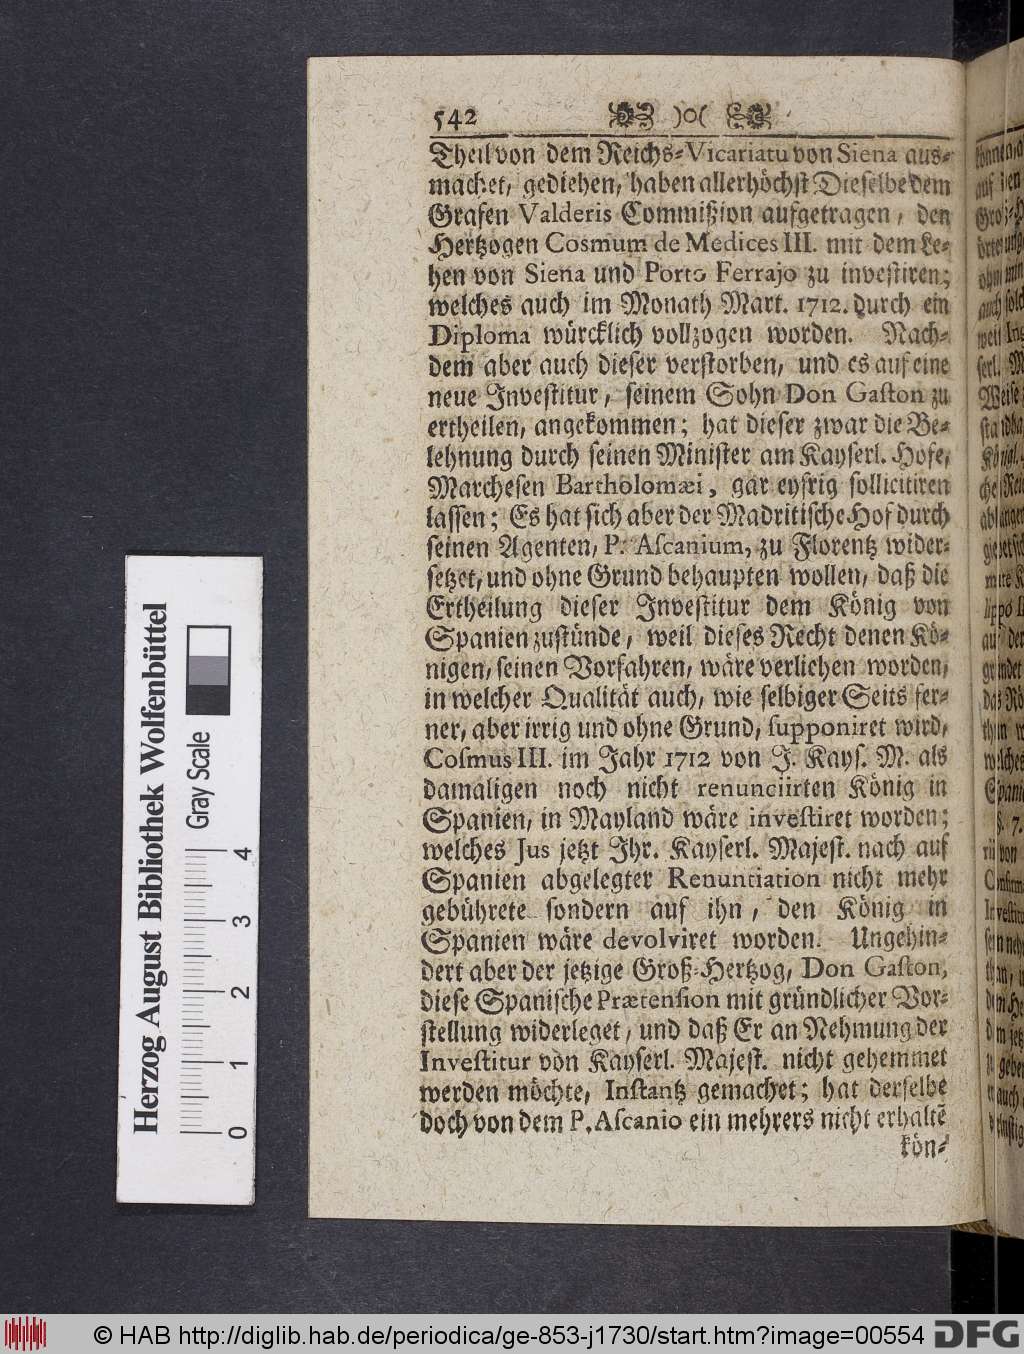 542 )o(
Theil von dem Reichs-Vicariatu von Siena aus-
machet, gediehen, haben allerhöchst Dieselbe dem
Grafen Valderis Commißion aufgetragen, den
Hertzogen Cosmum de Medices III. mit dem Le-
hen von Siena und Porto Ferrajo zu investiren;
welches auch im Monath Mart. 1712. durch ein
Diploma würcklich vollzogen worden. Nach-
dem aber auch dieser verstorben, und es auf eine
neue Investitur, seinem Sohn Don Gaston zu
ertheilen, angekommen; hat dieser zwar die Be-
lehnung durch seinen Minister am Kayserl. Hofe,
Marchesen Bartholomæi, gar eyfrig sollicitiren
lassen; Es hat sich aber der Madritische Hof durch
seinen Agenten, P. Ascanium, zu Florentz wider-
setzet, und ohne Grund behaupten wollen, daß die
Ertheilung dieser Investitur dem König von
Spanien zustünde, weil dieses Recht denen Kö-
nigen, seinen Vorfahren, wäre verliehen worden,
in welcher Qualität auch, wie selbiger Seits fer-
ner, aber irrig und ohne Grund, supponiret wird,
Cosmus III. im Jahr 1712 von J. Kays. M. als
damaligen noch nicht renunciirten König in
Spanien, in Mayland wäre investiret worden;
welches Jus jetzt Ihr. Kayserl. Majest. nach auf
Spanien abgelegter Renuntiation nicht mehr
gebührete sondern auf ihn, den König in
Spanien wäre devolviret worden. Ungehin-
dert aber der jetzige Groß-Hertzog, Don Gaston,
diese Spanische Prætension mit gründlicher Vor-
stellung widerleget, und daß Er an Nehmung der
Investitur von Kayserl. Majest. nicht gehemmet
werden möchte, Instantz gemachet; hat derselbe
doch von dem P. Ascanio ein mehrers nicht erhaltē
kön-
Herzog August Bibliothek Wolfenbüttel
Gray Scale
0 1 2 3 4
© HAB http://diglib.hab.de/periodica/ge-853-j1730/start.htm?image=00554 DFG